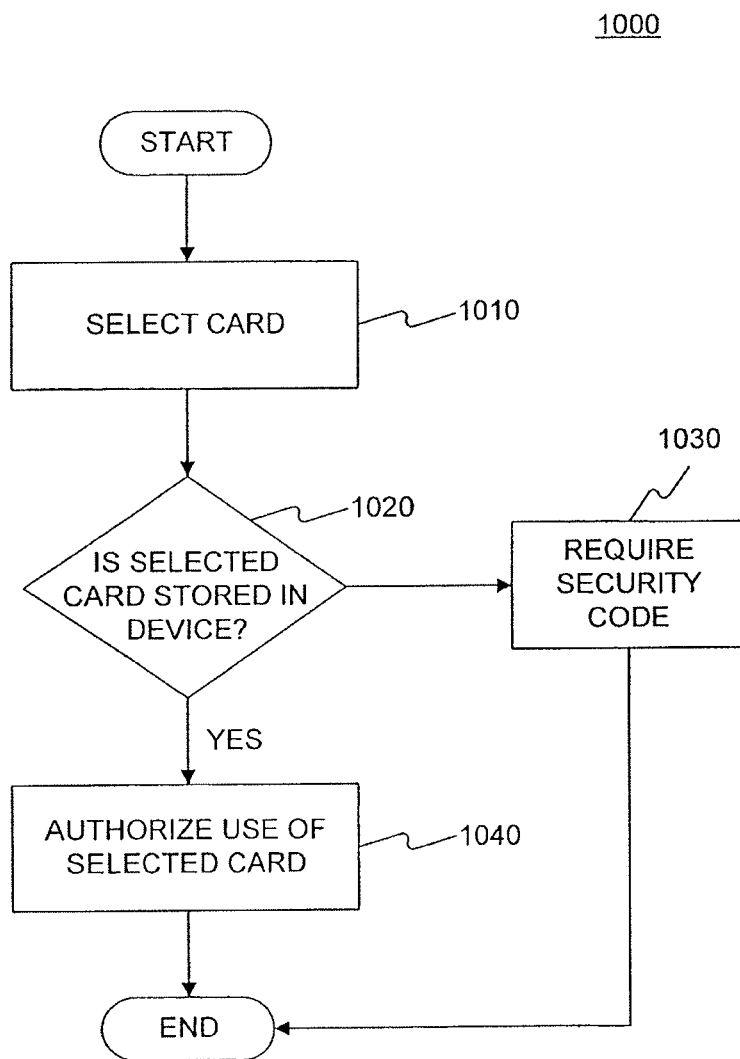 1000
START
SELECT CARD
1010
1030
1020
IS SELECTED
CARD STORED IN
DEVICE?
REQUIRE
SECURITY
CODE
YES
AUTHORIZE USE OF
SELECTED CARD
1040
END